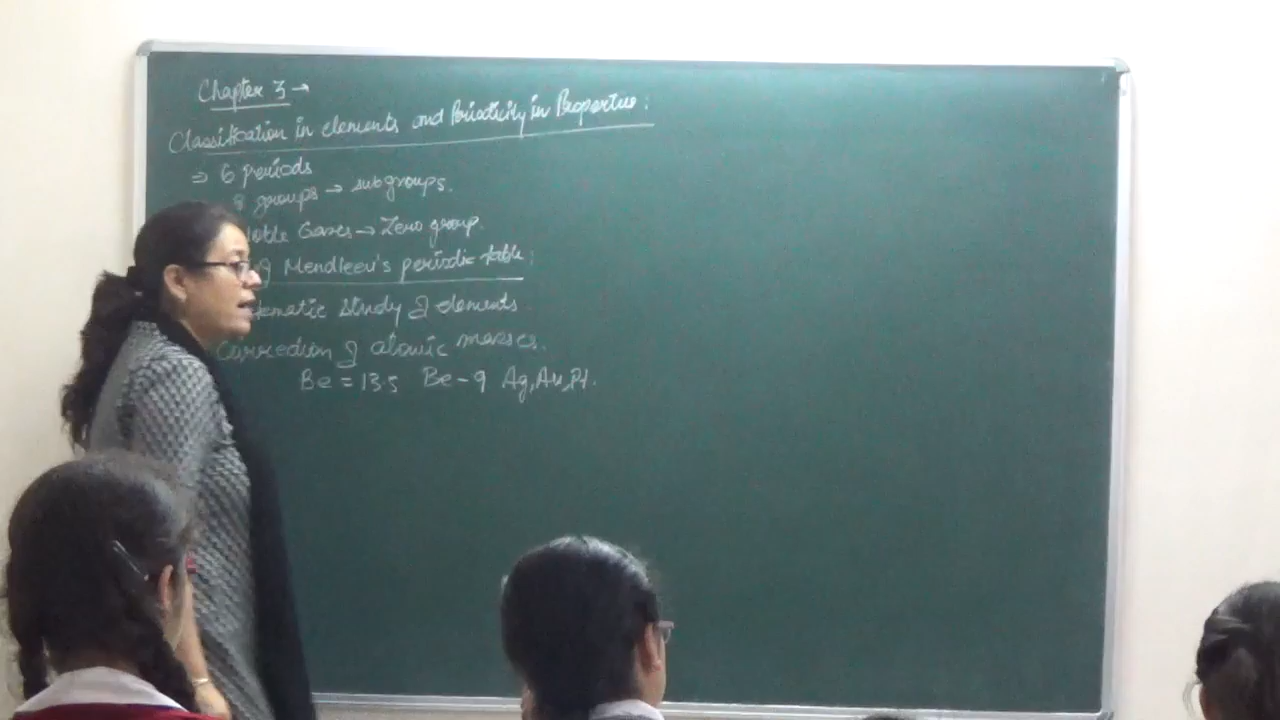 Chapter 3 →
Classification in elements and Periodicity in Properties:
⇒ 6 periods
8 groups → subgroups.
Noble Gases → Zero group.
g Mendleev's periodic table:
tematic study of elements
Correction of atomic masses.
Be = 13.5 Be - 9 Ag, Au, Pt.